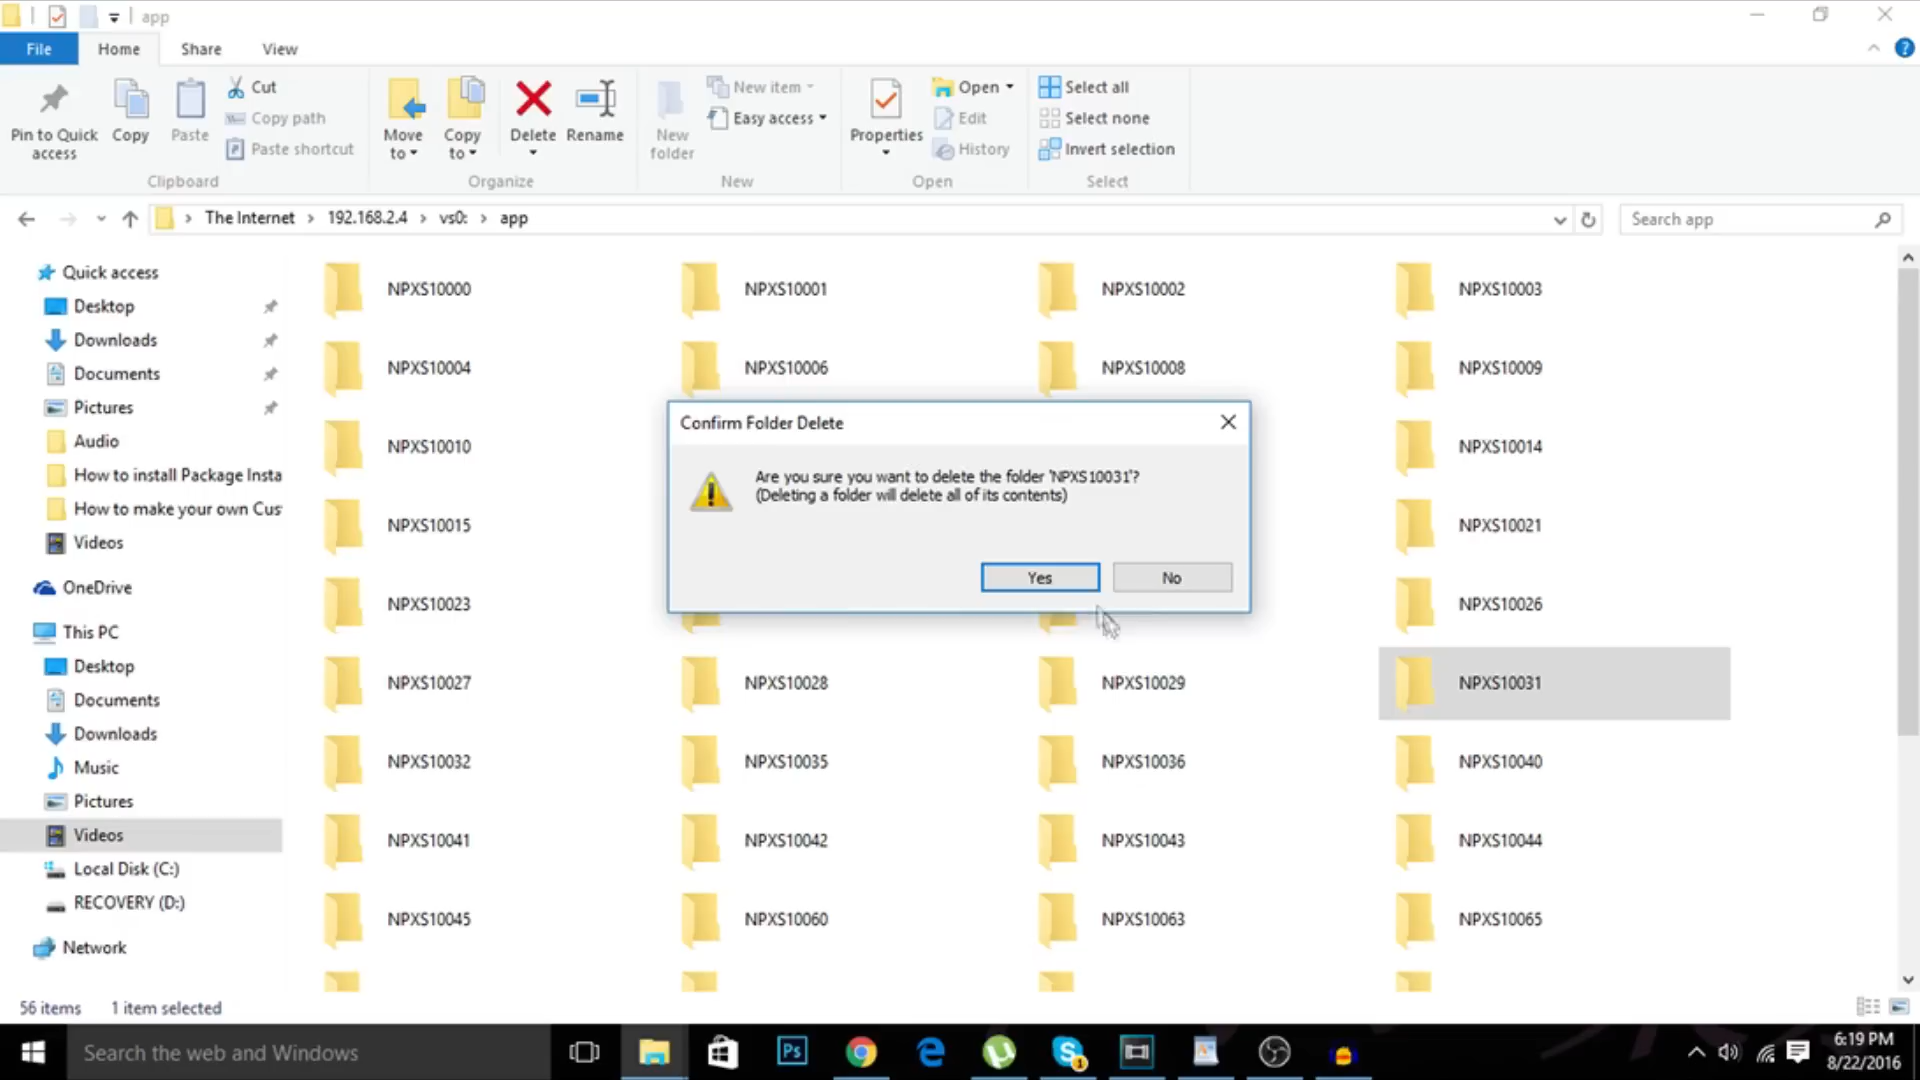 app
File
Home
Share
View
Pin to Quick
access
Copy
Paste
Cut
Copy path
Paste shortcut
Clipboard
Move
to
Copy
to
Delete
Rename
Organize
New
folder
New item
Easy access
New
Properties
Open
Edit
History
Open
Select all
Select none
Invert selection
Select
The Internet > 192.168.2.4 > vs0: > app
Search app
Quick access
Desktop
Downloads
Documents
Pictures
Audio
How to install Package Insta
How to make your own Cus
Videos
OneDrive
This PC
Desktop
Documents
Downloads
Music
Pictures
Videos
Local Disk (C:)
RECOVERY (D:)
Network
NPXS10000
NPXS10001
NPXS10002
NPXS10003
NPXS10004
NPXS10006
NPXS10008
NPXS10009
NPXS10010
NPXS10014
NPXS10015
NPXS10021
NPXS10023
NPXS10026
NPXS10027
NPXS10028
NPXS10029
NPXS10031
NPXS10032
NPXS10035
NPXS10036
NPXS10040
NPXS10041
NPXS10042
NPXS10043
NPXS10044
NPXS10045
NPXS10060
NPXS10063
NPXS10065
Confirm Folder Delete
Are you sure you want to delete the folder 'NPXS10031'?
(Deleting a folder will delete all of its contents)
Yes
No
56 items
1 item selected
Search the web and Windows
Ps
1
6:19 PM
8/22/2016